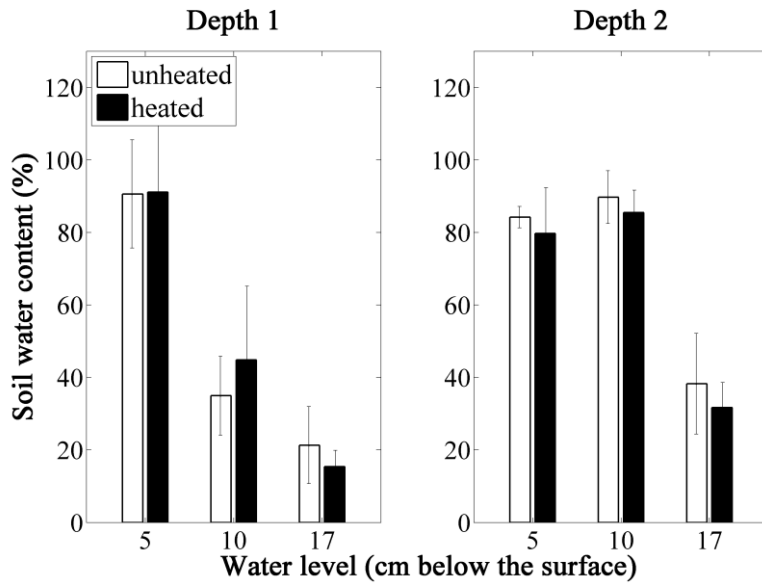 Depth 1
Depth 2
unheated
heated
Soil water content (%)
120
100
80
60
40
20
0
5 10 17
120
100
80
60
40
20
0
5 10 17
Water level (cm below the surface)